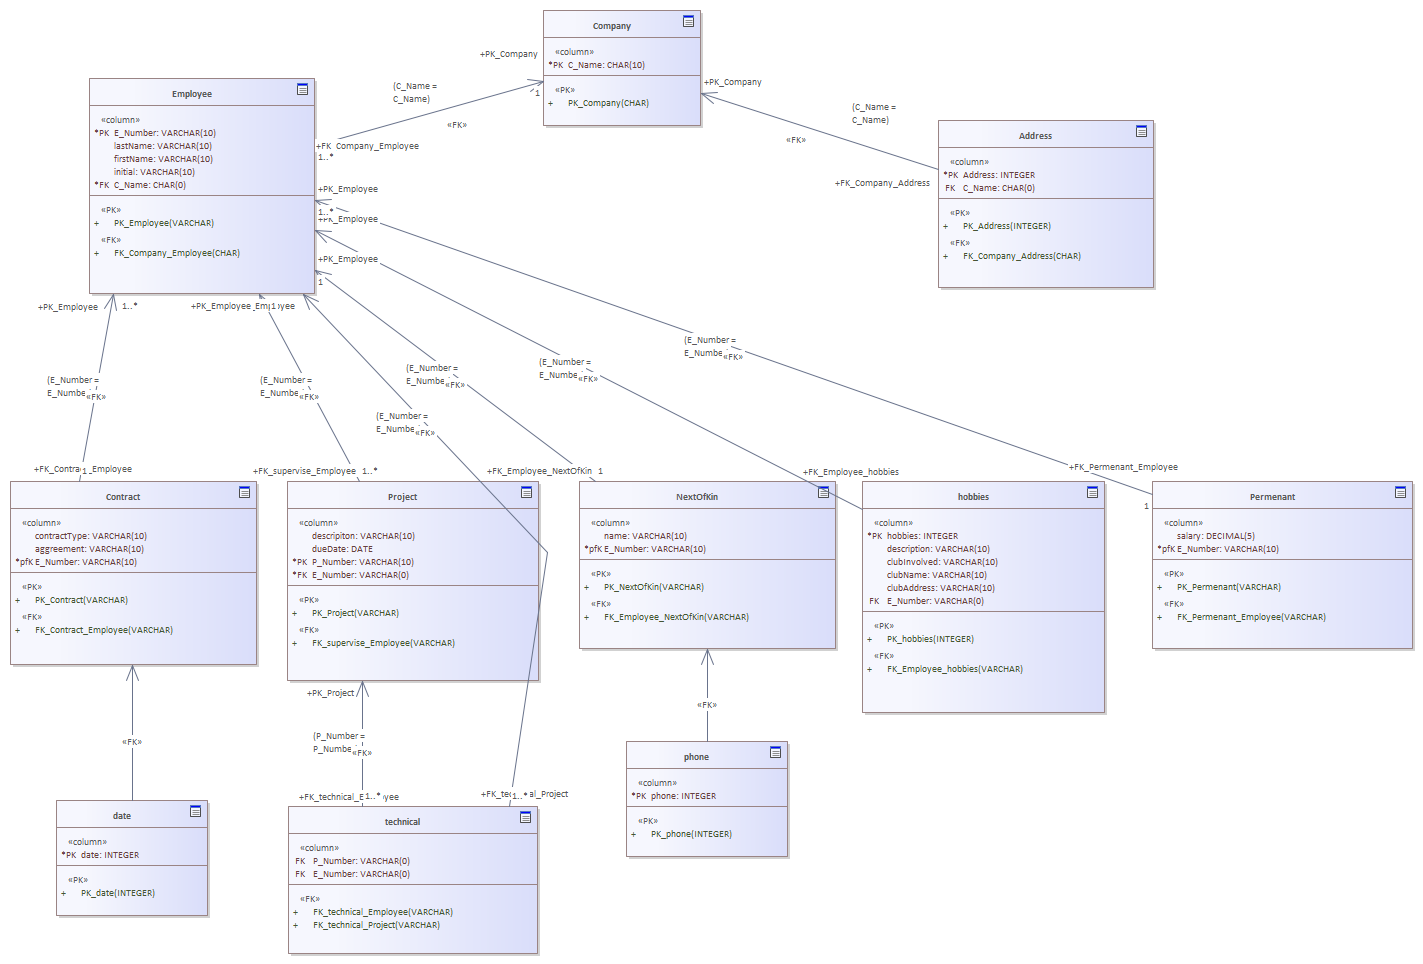 Company
«column»
*PK C_Name: CHAR(10)
«PK»
+ PK_Company(CHAR)
+PK_Company
1
(C_Name =
C_Name)
«FK»
+FK_Company_Employee
1..*
+PK_Company
(C_Name =
C_Name)
«FK»
+FK_Company_Address
Employee
«column»
*PK E_Number: VARCHAR(10)
lastName: VARCHAR(10)
firstName: VARCHAR(10)
initial: VARCHAR(10)
*FK C_Name: CHAR(0)
«PK»
+ PK_Employee(VARCHAR)
«FK»
+ FK_Company_Employee(CHAR)
Address
«column»
*PK Address: INTEGER
FK C_Name: CHAR(0)
«PK»
+ PK_Address(INTEGER)
«FK»
+ FK_Company_Address(CHAR)
+PK_Employee
1..*
+PK_Employee
+PK_Employee
1
+PK_Employee
1..*
+PK_Employee
1
(E_Number =
E_Numbe
«FK»
(E_Number =
E_Numbe
«FK»
(E_Number =
E_Numbe
«FK»
(E_Number =
E_Numbe
«FK»
(E_Number =
E_Numbe
«FK»
(E_Number =
E_Numbe
«FK»
+FK_Contra
1
_Employee
+FK_supervise_Employee 1..*
+FK_Employee_NextOfKin 1
+FK_Employee_hobbies
+FK_Permenant_Employee
1
Contract
«column»
contractType: VARCHAR(10)
aggreement: VARCHAR(10)
*pfK E_Number: VARCHAR(10)
«PK»
+ PK_Contract(VARCHAR)
«FK»
+ FK_Contract_Employee(VARCHAR)
Project
«column»
descripiton: VARCHAR(10)
dueDate: DATE
*PK P_Number: VARCHAR(10)
*FK E_Number: VARCHAR(0)
«PK»
+ PK_Project(VARCHAR)
«FK»
+ FK_supervise_Employee(VARCHAR)
NextOfKin
«column»
name: VARCHAR(10)
*pfK E_Number: VARCHAR(10)
«PK»
+ PK_NextOfKin(VARCHAR)
«FK»
+ FK_Employee_NextOfKin(VARCHAR)
hobbies
«column»
*PK hobbies: INTEGER
description: VARCHAR(10)
clubInvolved: VARCHAR(10)
clubName: VARCHAR(10)
clubAddress: VARCHAR(10)
FK E_Number: VARCHAR(0)
«PK»
+ PK_hobbies(INTEGER)
«FK»
+ FK_Employee_hobbies(VARCHAR)
Permenant
«column»
salary: DECIMAL(5)
*pfK E_Number: VARCHAR(10)
«PK»
+ PK_Permenant(VARCHAR)
«FK»
+ FK_Permenant_Employee(VARCHAR)
«FK»
+PK_Project
(P_Number =
P_Numbe
«FK»
«FK»
+FK_technical_E
1..*
yee
+FK_te
1..*
al_Project
date
«column»
*PK date: INTEGER
«PK»
+ PK_date(INTEGER)
technical
«column»
FK P_Number: VARCHAR(0)
FK E_Number: VARCHAR(0)
«FK»
+ FK_technical_Employee(VARCHAR)
+ FK_technical_Project(VARCHAR)
phone
«column»
*PK phone: INTEGER
«PK»
+ PK_phone(INTEGER)